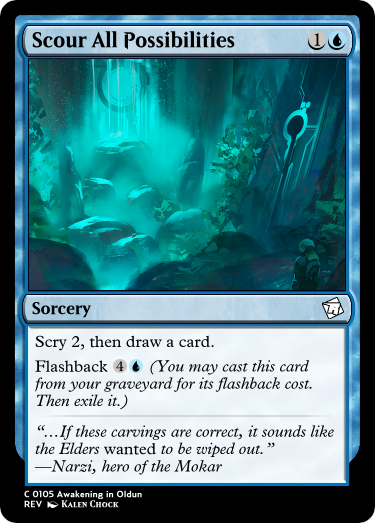 Scour All Possibilities 1
Sorcery
Scry 2, then draw a card.
Flashback 4 (You may cast this card
from your graveyard for its flashback cost.
Then exile it.)
“…If these carvings are correct, it sounds like
the Elders wanted to be wiped out.”
—Narzi, hero of the Mokar
C 0105 Awakening in Oldun
REV Kalen Chock